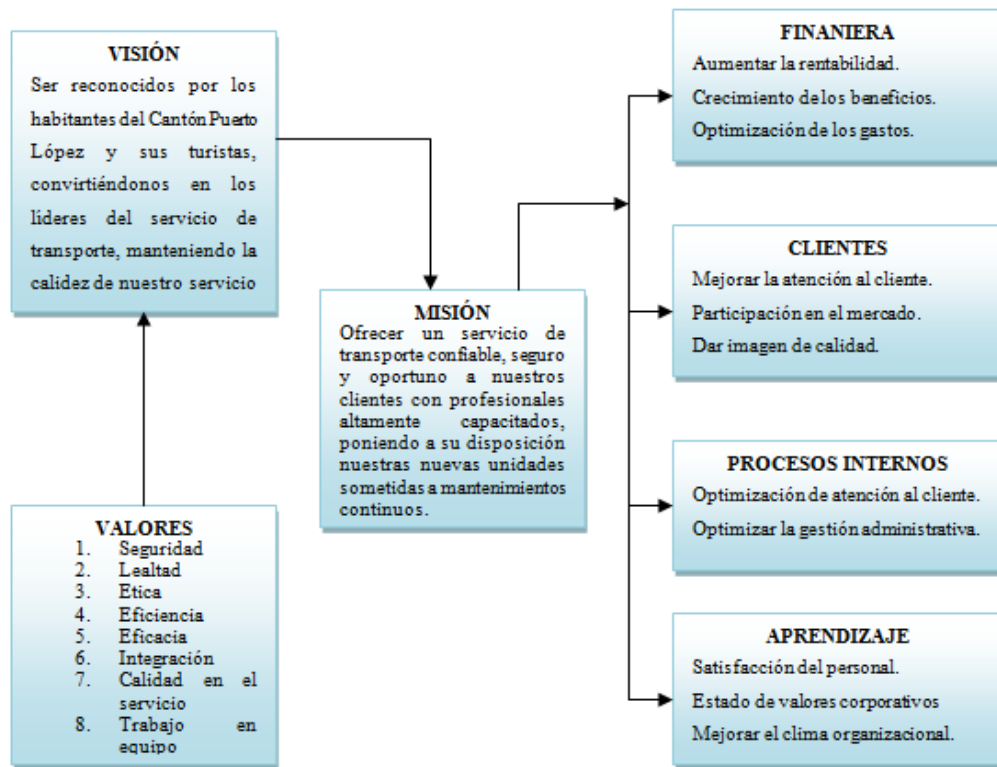 VISIÓN
Ser reconocidos por los
habitantes del Cantón Puerto
López y sus turistas,
convirtiéndonos en los
líderes del servicio de
transporte, manteniendo la
calidez de nuestro servicio
VALORES
1. Seguridad
2. Lealtad
3. Etica
4. Eficiencia
5. Eficacia
6. Integración
7. Calidad en el
servicio
8. Trabajo en
equipo
MISIÓN
Ofrecer un servicio de
transporte confiable, seguro
y oportuno a nuestros
clientes con profesionales
altamente capacitados,
poniendo a su disposición
nuestras nuevas unidades
sometidas a mantenimientos
continuos.
FINANIERA
Aumentar la rentabilidad.
Crecimiento de los beneficios.
Optimización de los gastos.
CLIENTES
Mejorar la atención al cliente.
Participación en el mercado.
Dar imagen de calidad.
PROCESOS INTERNOS
Optimización de atención al cliente.
Optimizar la gestión administrativa.
APRENDIZAJE
Satisfacción del personal.
Estado de valores corporativos
Mejorar el clima organizacional.